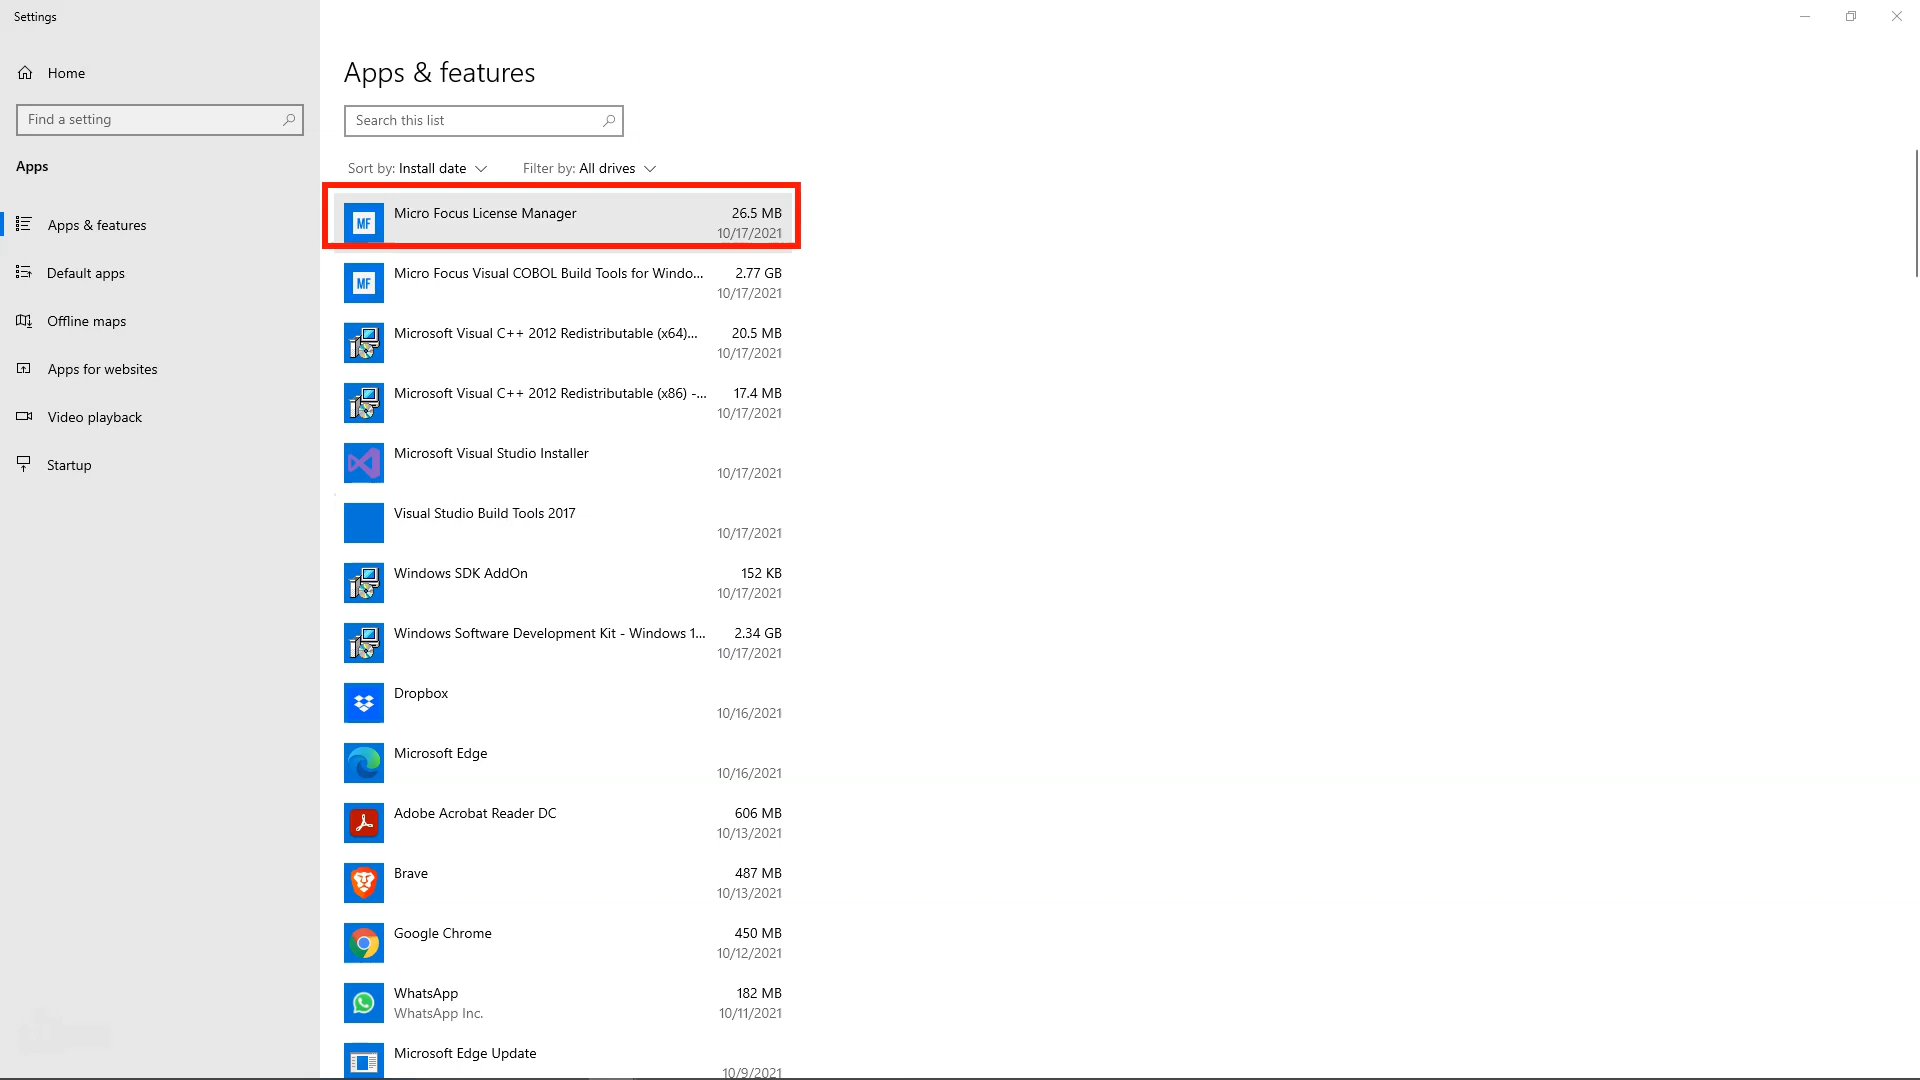 Settings
Home
Find a setting
Apps
Apps & features
Default apps
Offline maps
Apps for websites
Video playback
Startup
Apps & features
Search this list
Sort by: Install date Filter by: All drives
MF Micro Focus License Manager 26.5 MB
10/17/2021
MF Micro Focus Visual COBOL Build Tools for Windo... 2.77 GB
10/17/2021
Microsoft Visual C++ 2012 Redistributable (x64)... 20.5 MB
10/17/2021
Microsoft Visual C++ 2012 Redistributable (x86) -... 17.4 MB
10/17/2021
Microsoft Visual Studio Installer
10/17/2021
Visual Studio Build Tools 2017
10/17/2021
Windows SDK AddOn 152 KB
10/17/2021
Windows Software Development Kit - Windows 1... 2.34 GB
10/17/2021
Dropbox
10/16/2021
Microsoft Edge
10/16/2021
Adobe Acrobat Reader DC 606 MB
10/13/2021
Brave 487 MB
10/13/2021
Google Chrome 450 MB
10/12/2021
WhatsApp 182 MB
WhatsApp Inc. 10/11/2021
Microsoft Edge Update
10/9/2021